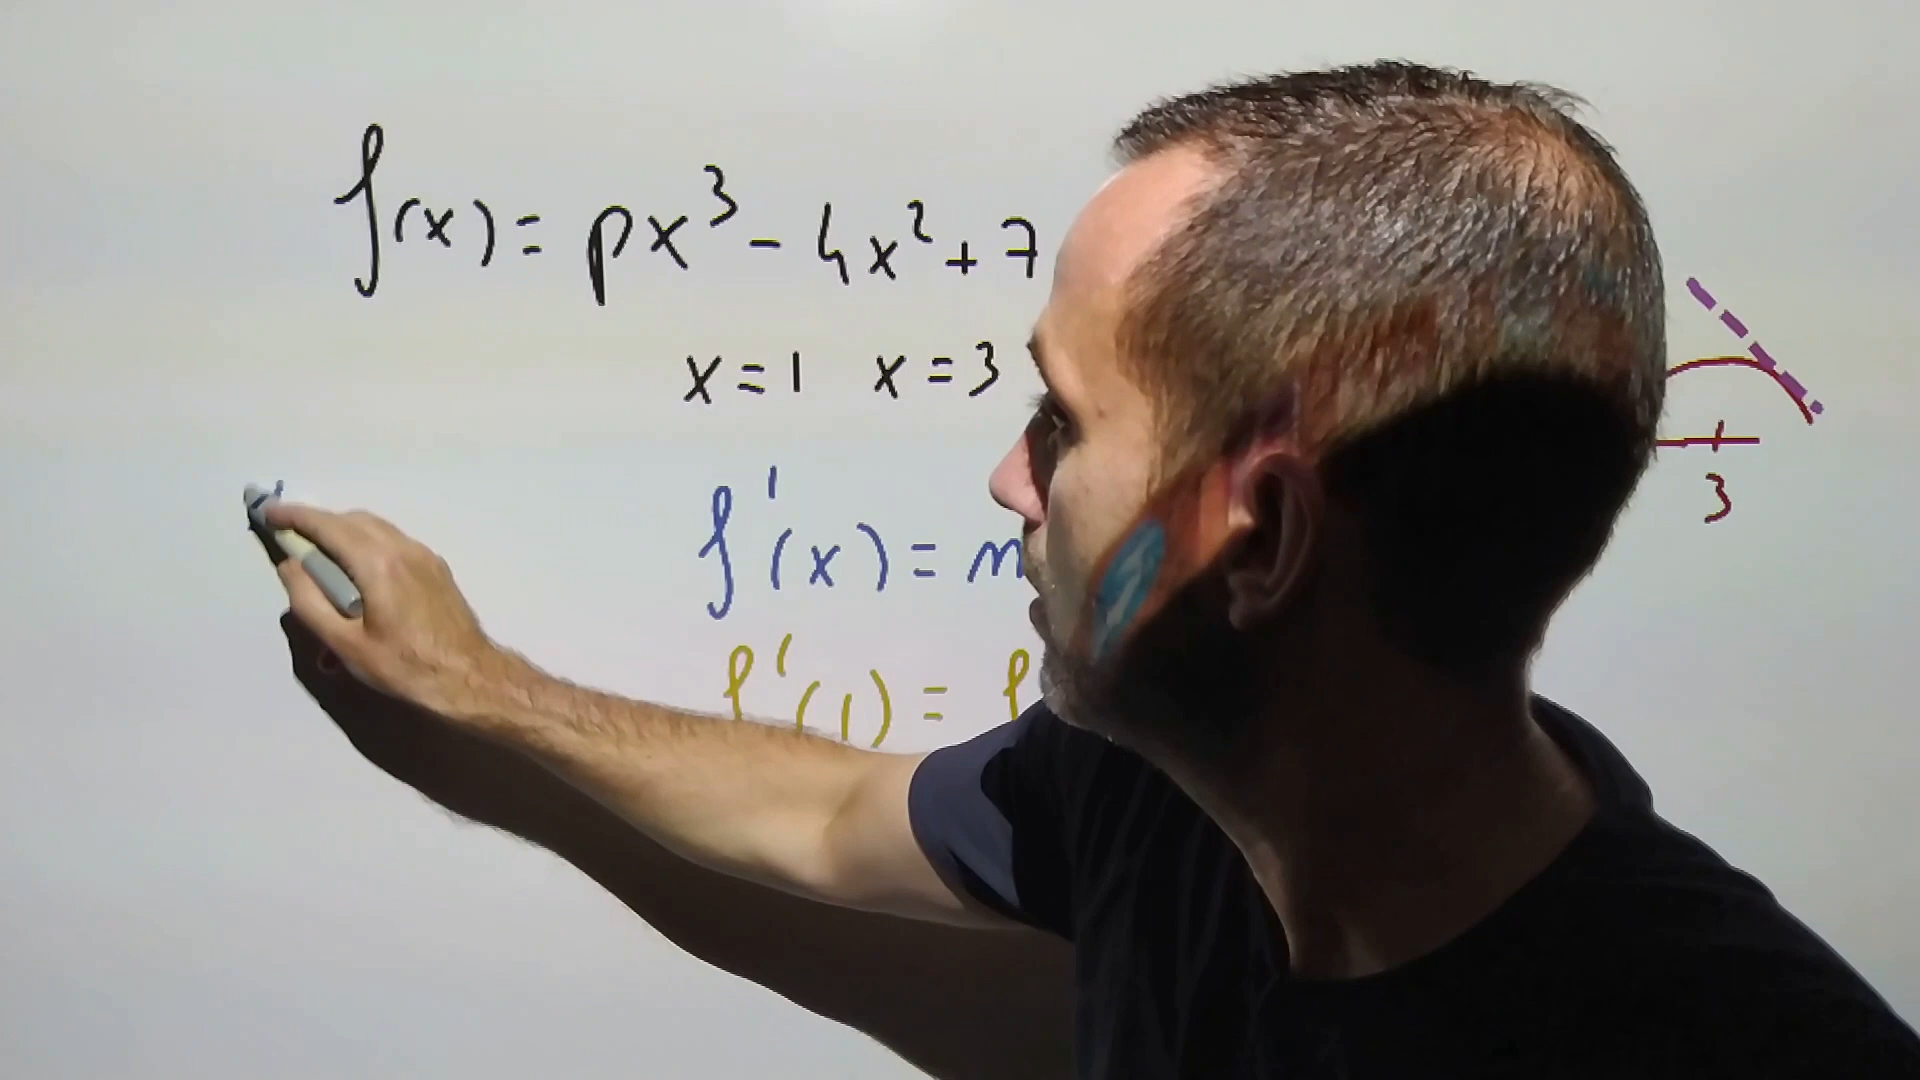 f(x) = px³ - 4x² + 7
x = 1 x = 3
3
f'(x) = m
f'(1) = f